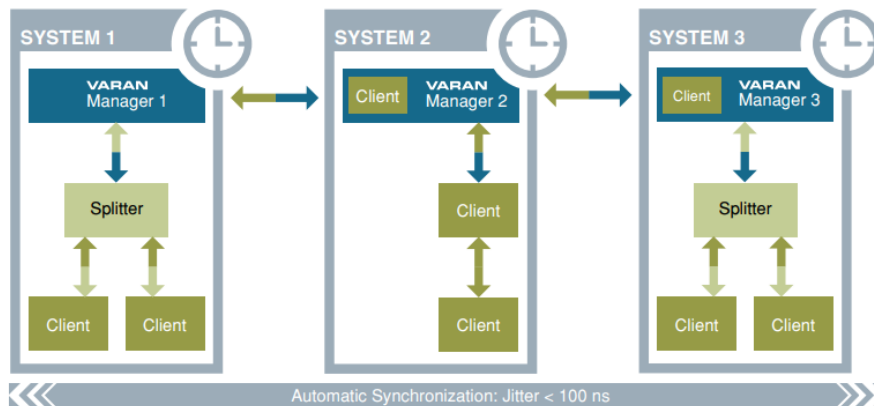 SYSTEM 1
VARAN
Manager 1
Splitter
Client
Client
SYSTEM 2
Client
VARAN
Manager 2
Client
Client
SYSTEM 3
Client
VARAN
Manager 3
Splitter
Client
Client
Automatic Synchronization: Jitter < 100 ns